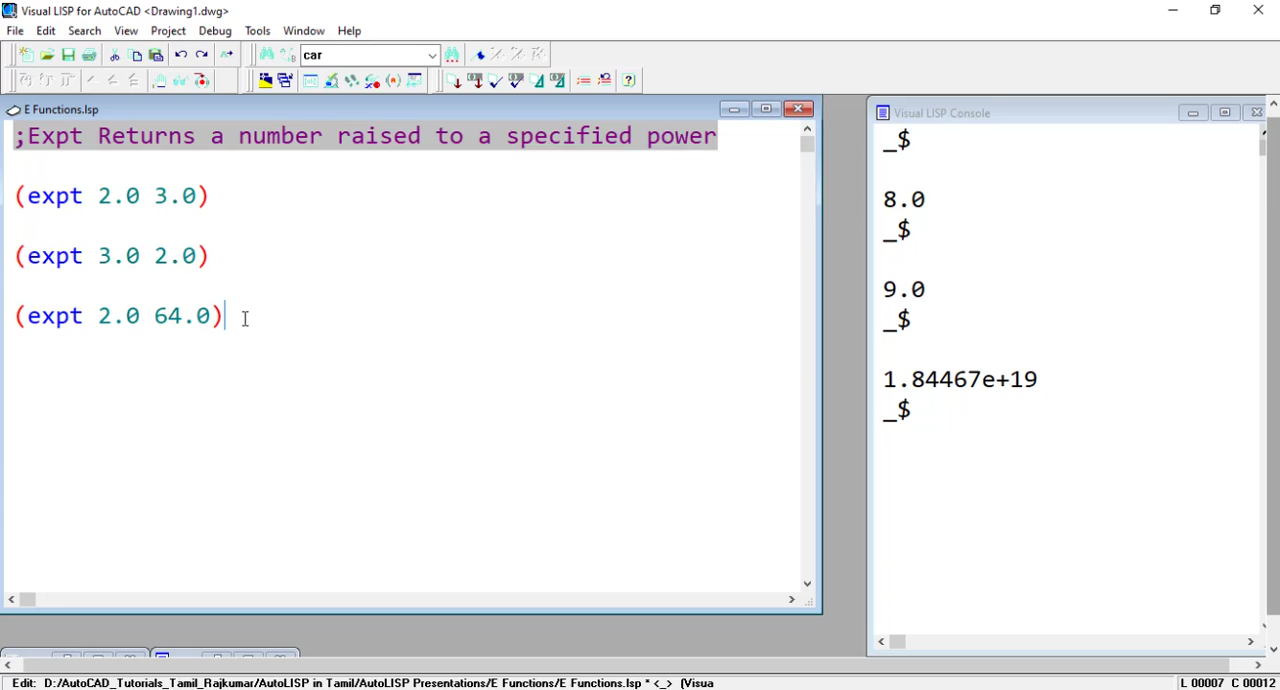 Visual LISP for AutoCAD <Drawing1.dwg>
File Edit Search View Project Debug Tools Window Help
car
E Functions.lsp
;Expt Returns a number raised to a specified power
(expt 2.0 3.0)
(expt 3.0 2.0)
(expt 2.0 64.0)
Visual LISP Console
_$
8.0
_$
9.0
_$
1.84467e+19
_$
Edit: D:/AutoCAD_Tutorials_Tamil_Rajkumar/AutoLISP in Tamil/AutoLISP Presentations/E Functions/E Functions.lsp * <_> (Visua
L 00007 C 00012